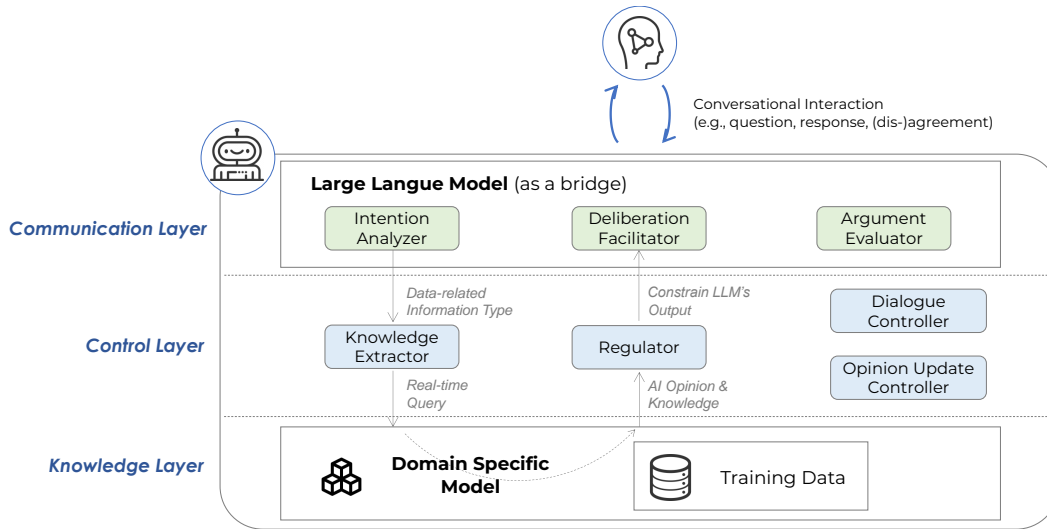 Conversational Interaction
(e.g., question, response, (dis-)agreement)
Large Langue Model (as a bridge)
Communication Layer
Intention
Analyzer
Deliberation
Facilitator
Argument
Evaluator
Data-related
Information Type
Constrain LLM's
Output
Control Layer
Knowledge
Extractor
Regulator
Dialogue
Controller
Opinion Update
Controller
Real-time
Query
AI Opinion &
Knowledge
Knowledge Layer
Domain Specific
Model
Training Data